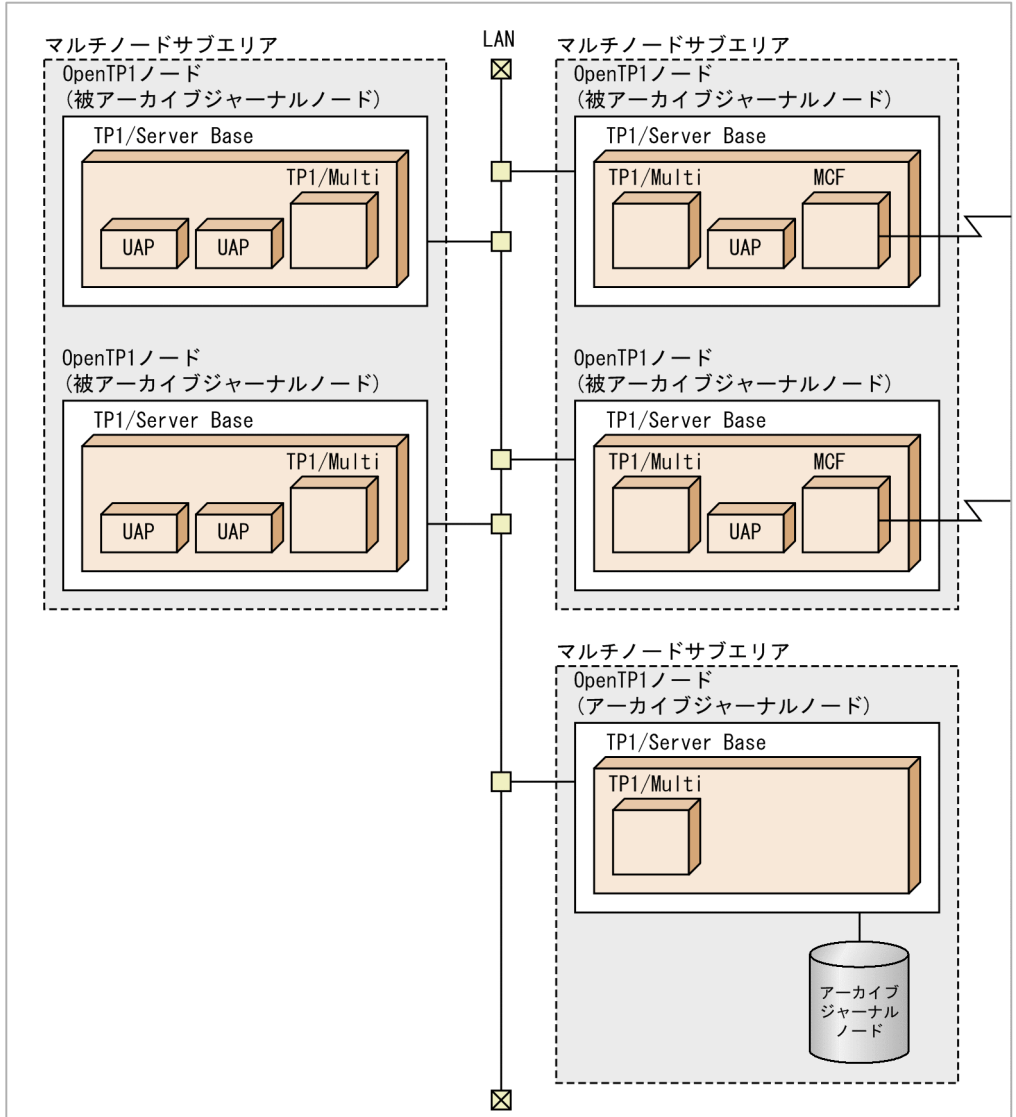 LAN
マルチノードサブエリア
OpenTP1ノード
(被アーカイブジャーナルノード)
TP1/Server Base
TP1/Multi
UAP
UAP
OpenTP1ノード
(被アーカイブジャーナルノード)
TP1/Server Base
TP1/Multi
UAP
UAP
マルチノードサブエリア
OpenTP1ノード
(被アーカイブジャーナルノード)
TP1/Server Base
TP1/Multi
MCF
UAP
OpenTP1ノード
(被アーカイブジャーナルノード)
TP1/Server Base
TP1/Multi
MCF
UAP
マルチノードサブエリア
OpenTP1ノード
(アーカイブジャーナルノード)
TP1/Server Base
TP1/Multi
アーカイブ
ジャーナル
ノード